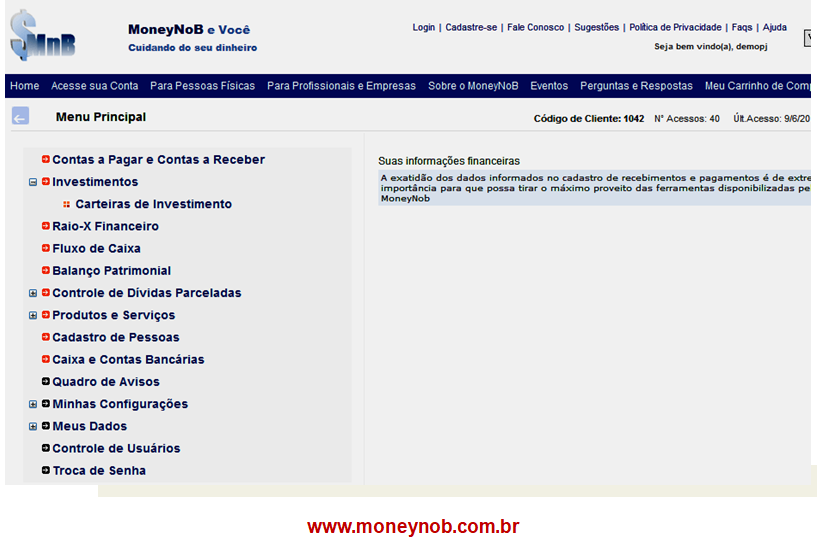 $MnB
MoneyNoB e Você
Cuidando do seu dinheiro
Login | Cadastre-se | Fale Conosco | Sugestões | Política de Privacidade | Faqs | Ajuda
Seja bem vindo(a), demopj
Home Acesse sua Conta Para Pessoas Físicas Para Profissionais e Empresas Sobre o MoneyNoB Eventos Perguntas e Respostas Meu Carrinho de Comp
Menu Principal
Código de Cliente: 1042 N° Acessos: 40 Últ.Acesso: 9/6/20
Contas a Pagar e Contas a Receber
Investimentos
Carteiras de Investimento
Raio-X Financeiro
Fluxo de Caixa
Balanço Patrimonial
Controle de Dívidas Parceladas
Produtos e Serviços
Cadastro de Pessoas
Caixa e Contas Bancárias
Quadro de Avisos
Minhas Configurações
Meus Dados
Controle de Usuários
Troca de Senha
Suas informações financeiras
A exatidão dos dados informados no cadastro de recebimentos e pagamentos é de extre
importância para que possa tirar o máximo proveito das ferramentas disponibilizadas pe
MoneyNob
www.moneynob.com.br